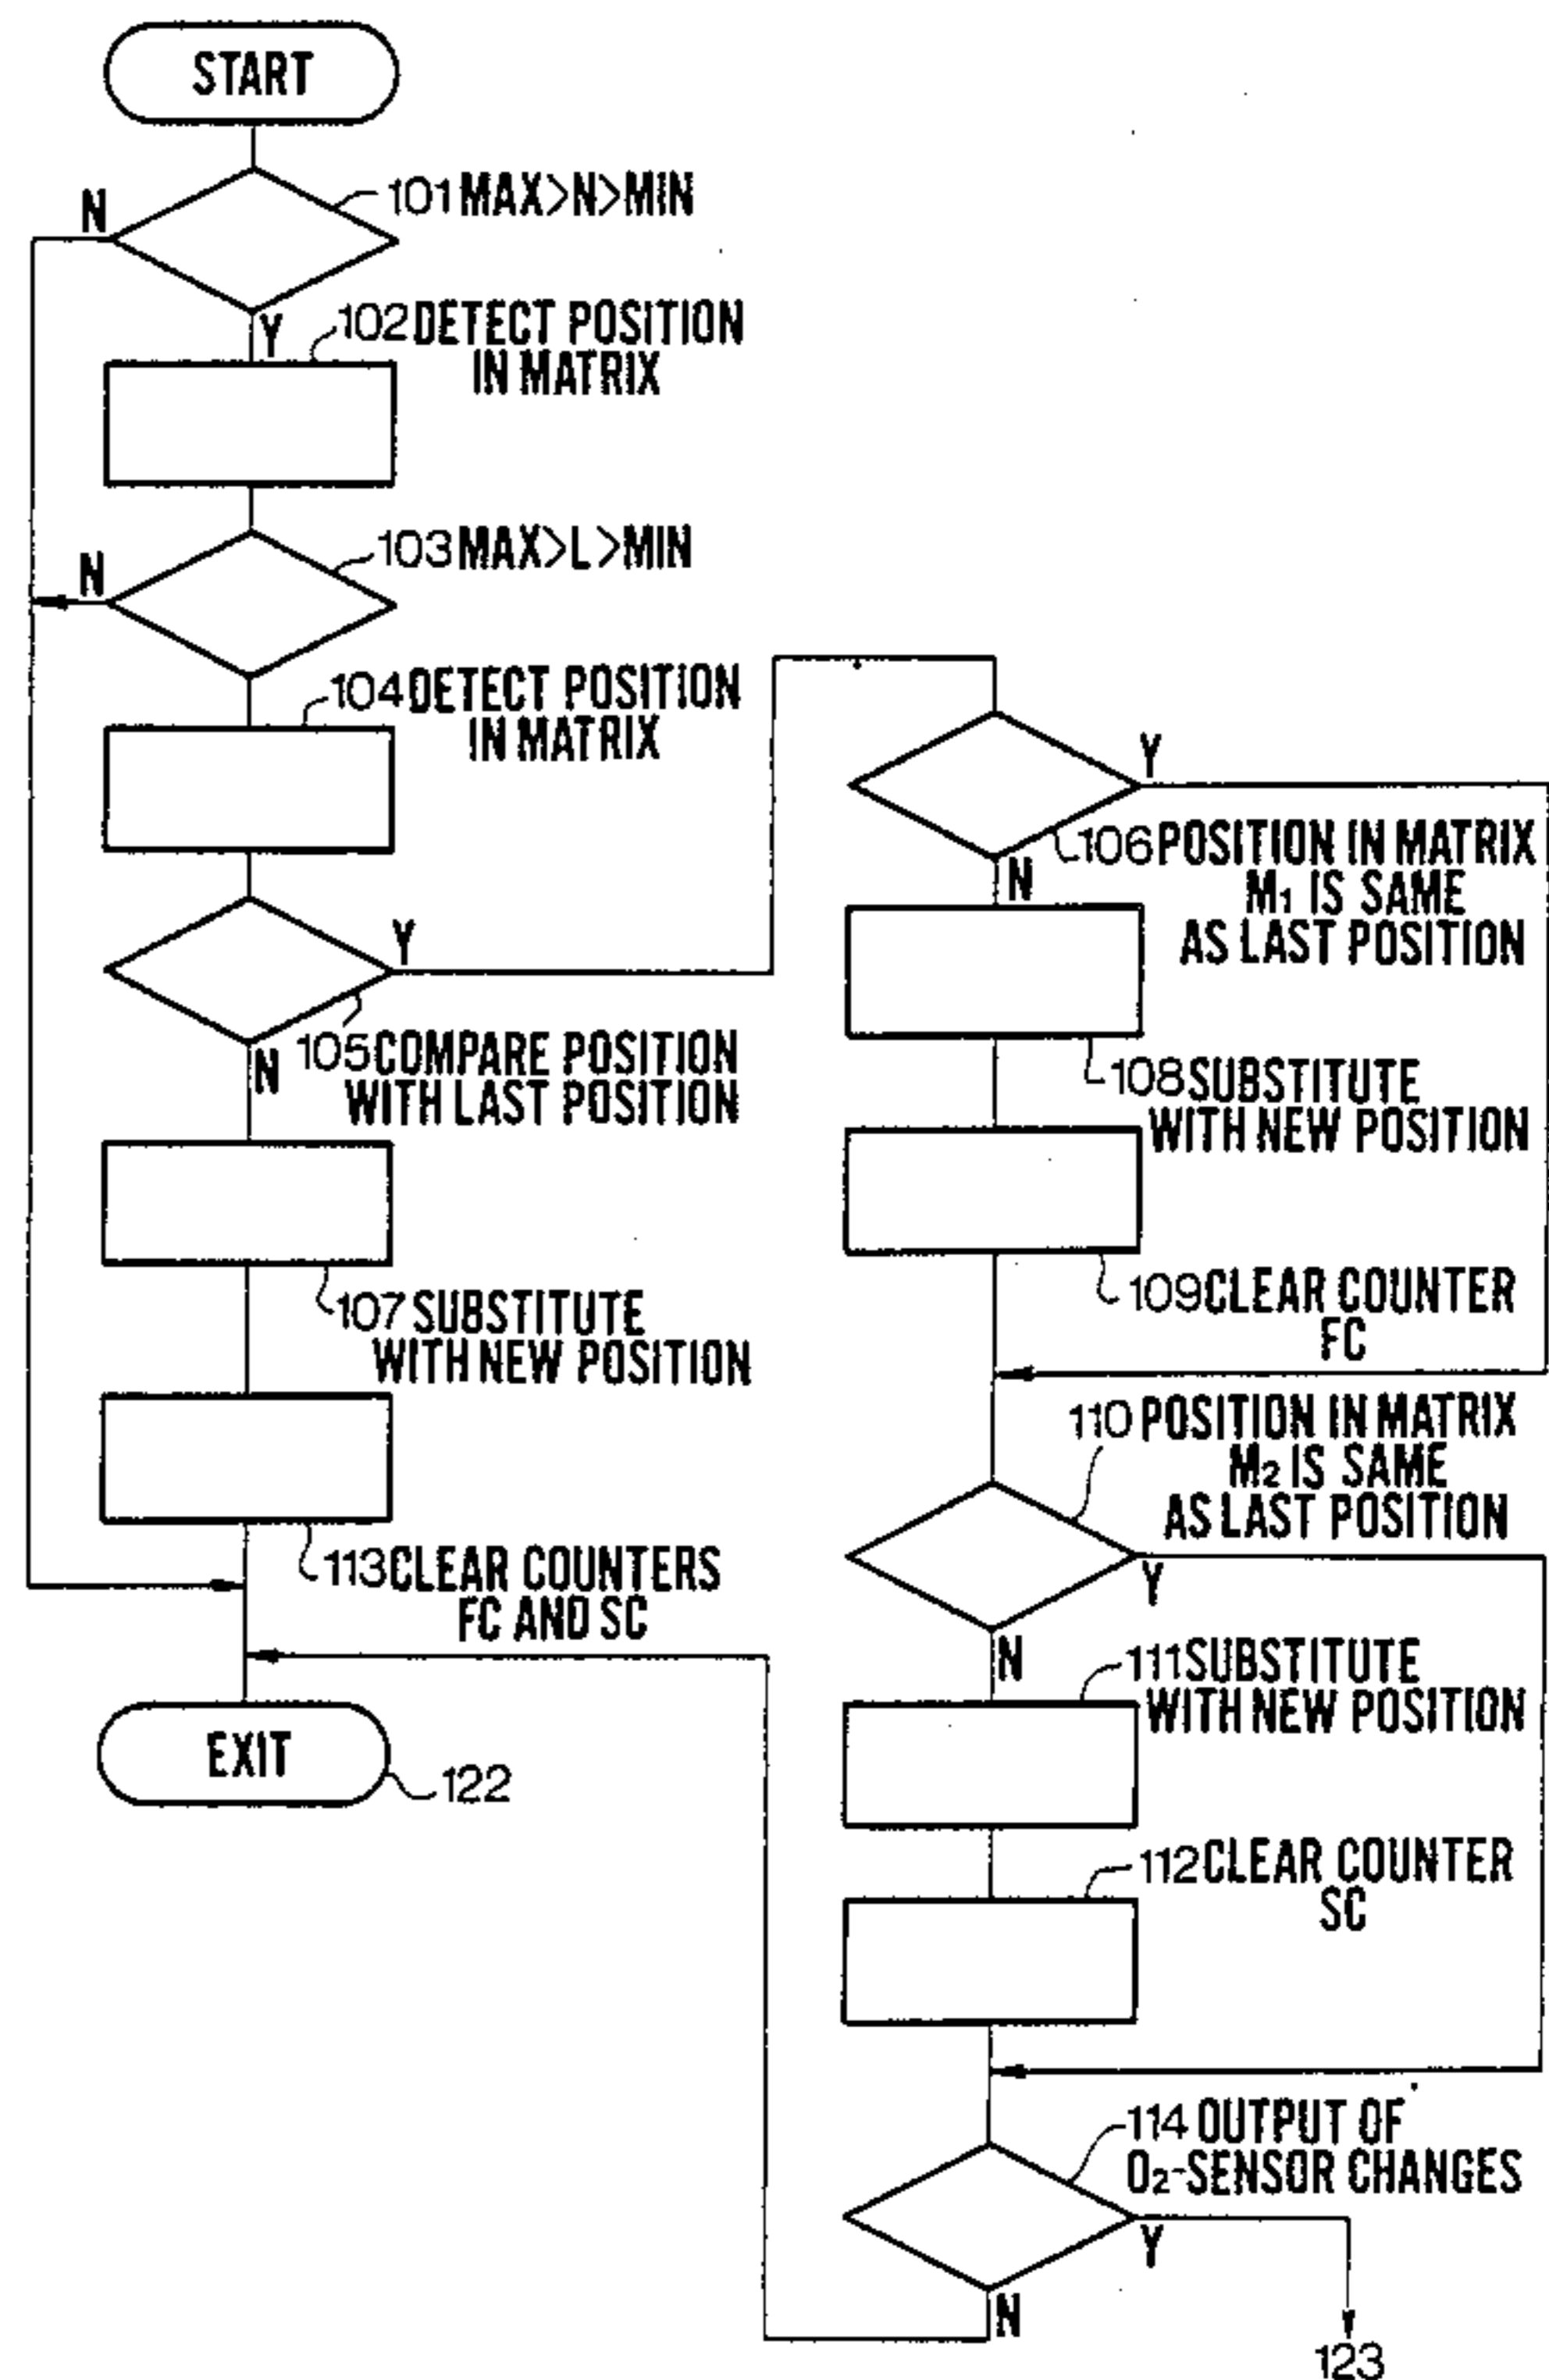 START
N
101 MAX>N>MIN
Y
102 DETECT POSITION
IN MATRIX
N
103 MAX>L>MIN
104 DETECT POSITION
IN MATRIX
Y
105 COMPARE POSITION
WITH LAST POSITION
N
107 SUBSTITUTE
WITH NEW POSITION
113 CLEAR COUNTERS
FC AND SC
EXIT
122
Y
106 POSITION IN MATRIX
M₁ IS SAME
AS LAST POSITION
N
108 SUBSTITUTE
WITH NEW POSITION
109 CLEAR COUNTER
FC
110 POSITION IN MATRIX
M₂ IS SAME
AS LAST POSITION
Y
N
111 SUBSTITUTE
WITH NEW POSITION
112 CLEAR COUNTER
SC
114 OUTPUT OF
O₂-SENSOR CHANGES
Y
N
123